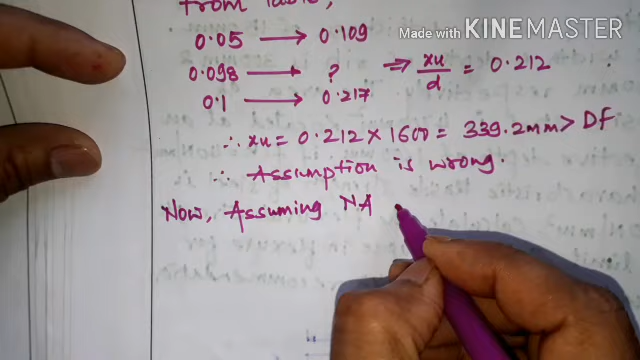 From Table,
Made with KINEMASTER
0.05 → 0.109
0.098 → ? ⇒ xu/d = 0.212
0.1 → 0.217
∴ xu = 0.212 × 1600 = 339.2mm > Df
∴ Assumption is wrong.
Now, Assuming NA